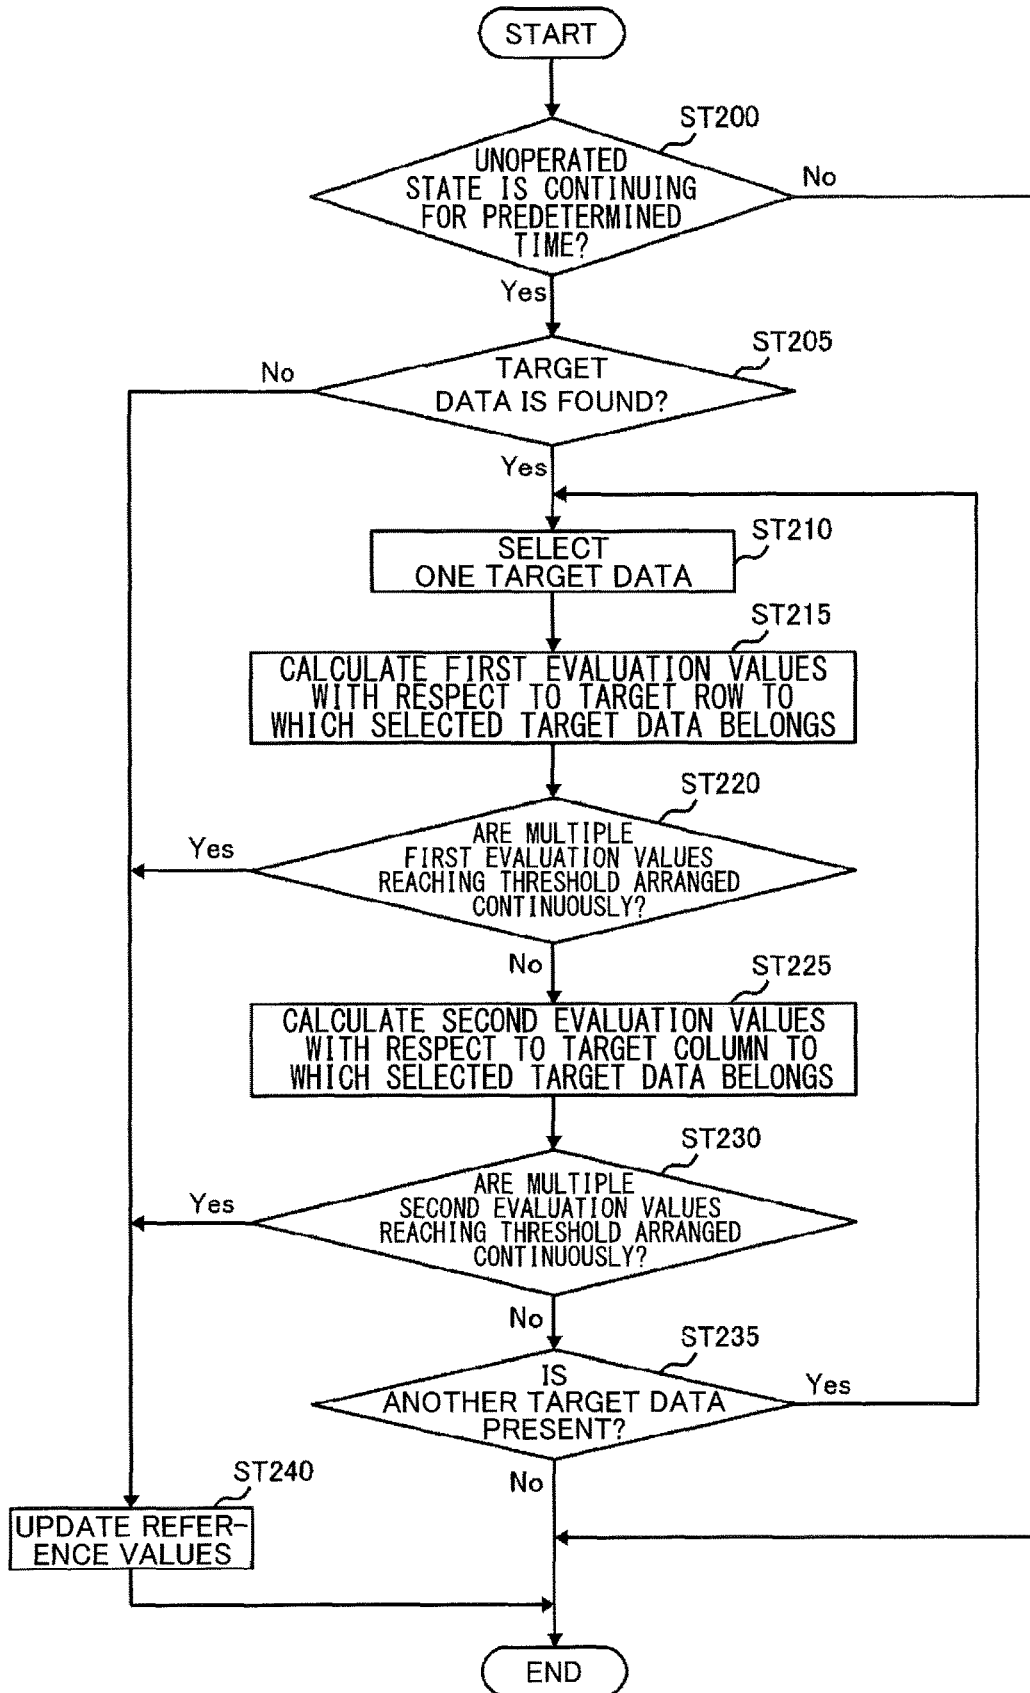 START
ST200
UNOPERATED
STATE IS CONTINUING
FOR PREDETERMINED
TIME?
No
Yes
ST205
TARGET
DATA IS FOUND?
No
Yes
ST210
SELECT
ONE TARGET DATA
ST215
CALCULATE FIRST EVALUATION VALUES
WITH RESPECT TO TARGET ROW TO
WHICH SELECTED TARGET DATA BELONGS
ST220
ARE MULTIPLE
FIRST EVALUATION VALUES
REACHING THRESHOLD ARRANGED
CONTINUOUSLY?
Yes
No
ST225
CALCULATE SECOND EVALUATION VALUES
WITH RESPECT TO TARGET COLUMN TO
WHICH SELECTED TARGET DATA BELONGS
ST230
ARE MULTIPLE
SECOND EVALUATION VALUES
REACHING THRESHOLD ARRANGED
CONTINUOUSLY?
Yes
No
ST235
IS
ANOTHER TARGET DATA
PRESENT?
Yes
No
ST240
UPDATE REFER-
ENCE VALUES
END